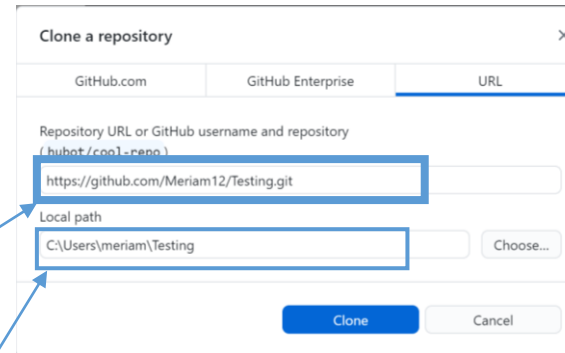 Clone a repository
GitHub.com GitHub Enterprise URL
Repository URL or GitHub username and repository
(hubot/cool-repo)
https://github.com/Meriam12/Testing.git
Local path
C:\Users\meriam\Testing Choose...
Clone Cancel